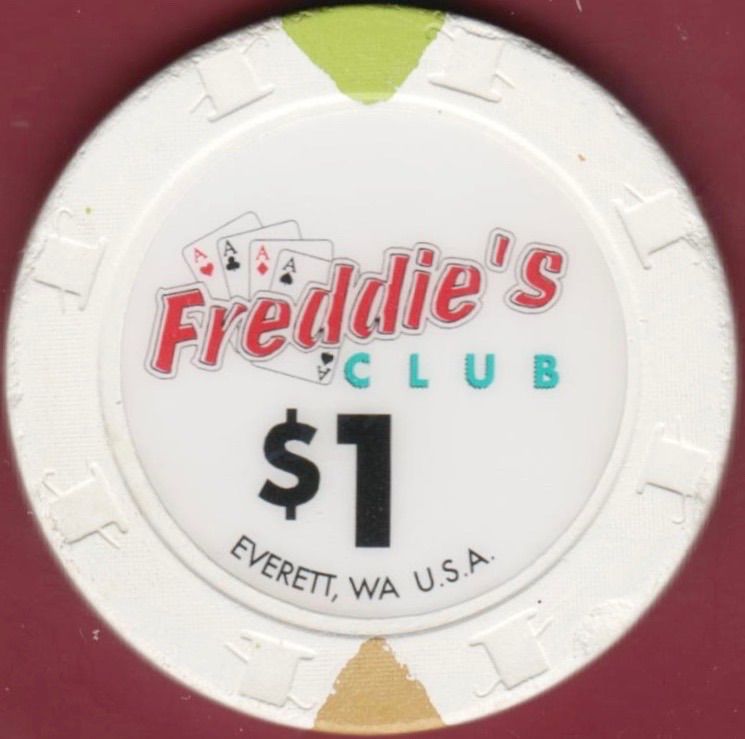 A A A A
Freddie's
A
CLUB
$1
EVERETT, WA U.S.A.